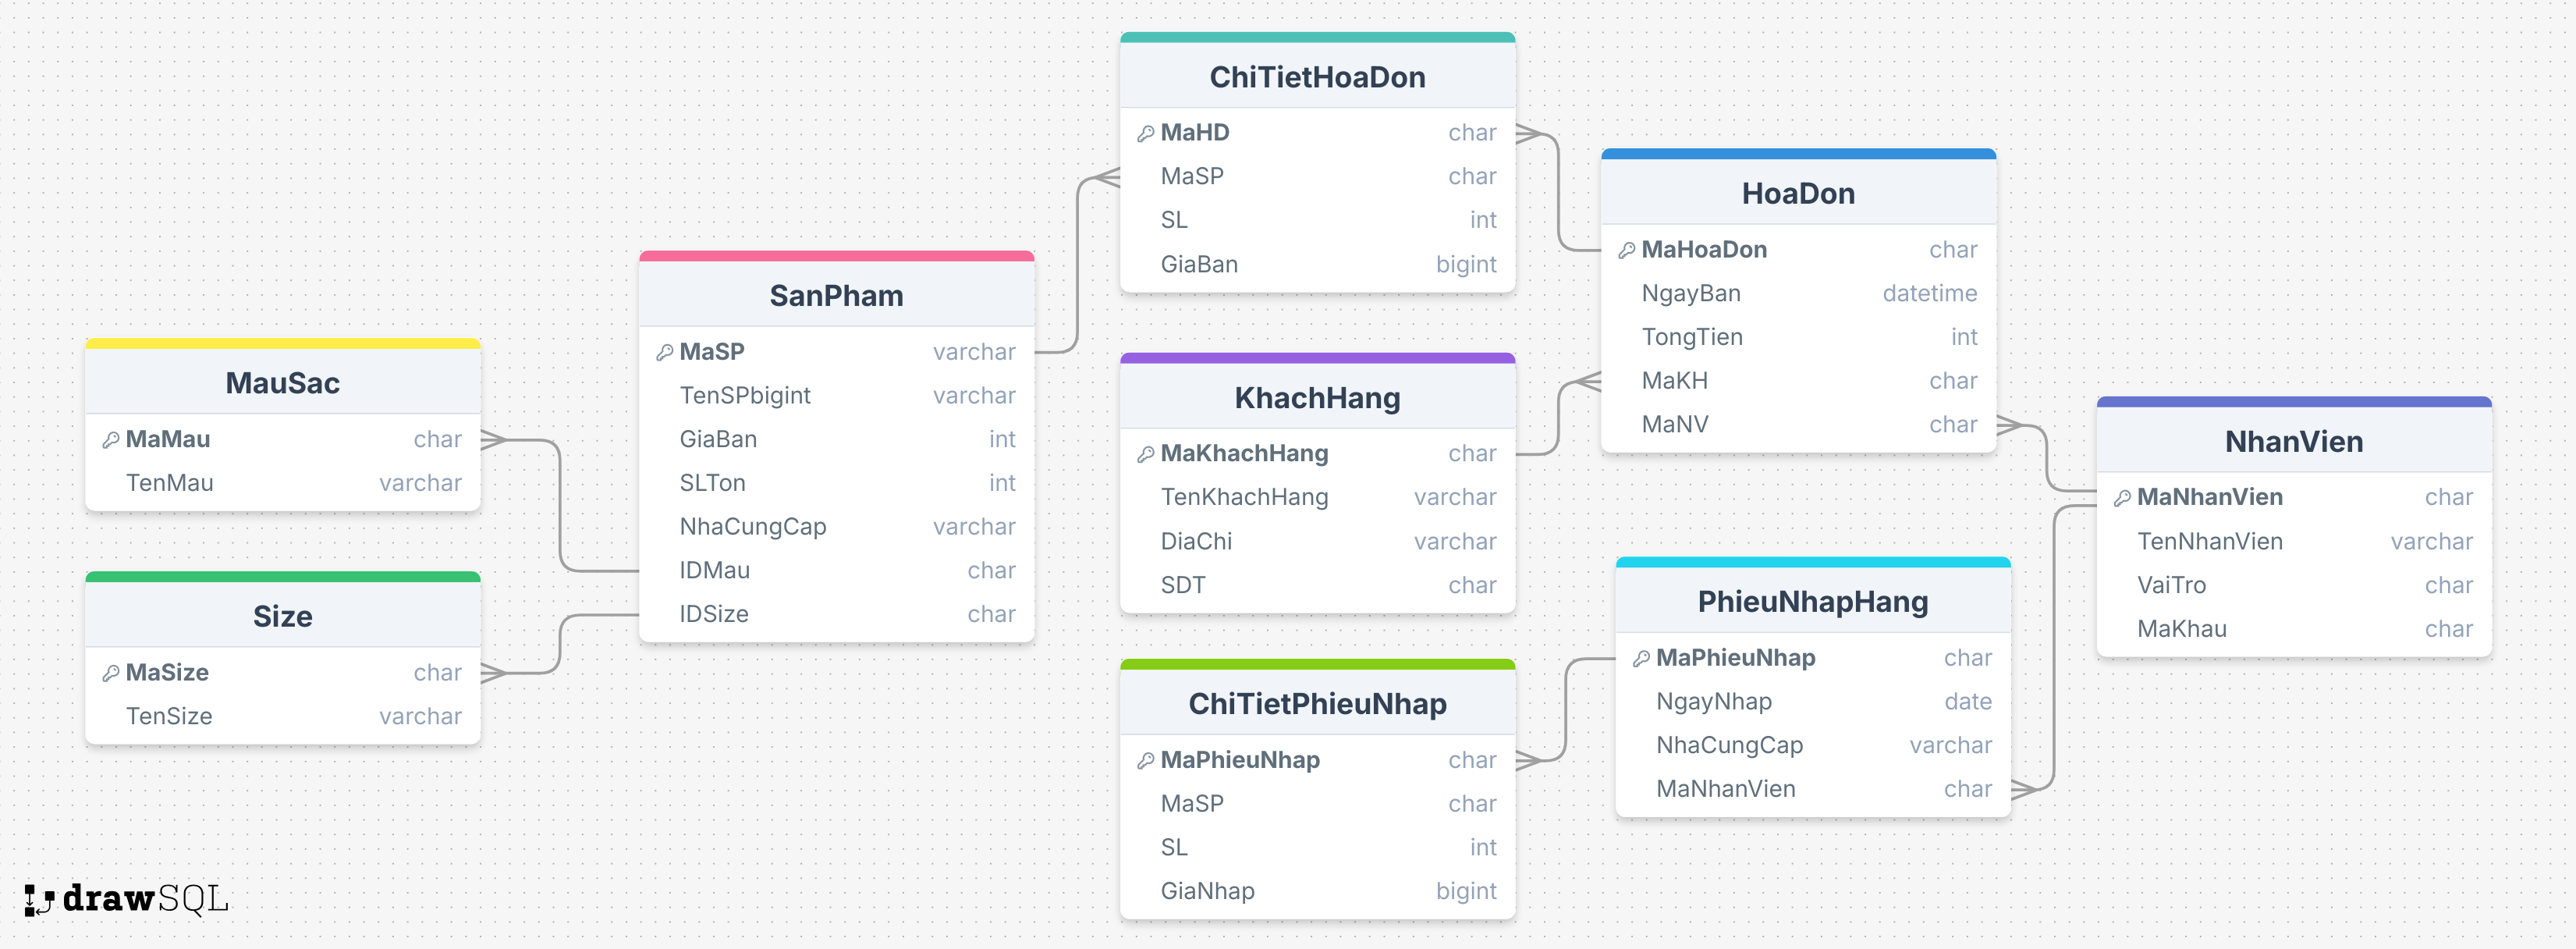 MauSac
MaMau char
TenMau varchar
Size
MaSize char
TenSize varchar
SanPham
MaSP varchar
TenSPbigint varchar
GiaBan int
SLTon int
NhaCungCap varchar
IDMau char
IDSize char
ChiTietHoaDon
MaHD char
MaSP char
SL int
GiaBan bigint
KhachHang
MaKhachHang char
TenKhachHang varchar
DiaChi varchar
SDT char
ChiTietPhieuNhap
MaPhieuNhap char
MaSP char
SL int
GiaNhap bigint
HoaDon
MaHoaDon char
NgayBan datetime
TongTien int
MaKH char
MaNV char
PhieuNhapHang
MaPhieuNhap char
NgayNhap date
NhaCungCap varchar
MaNhanVien char
NhanVien
MaNhanVien char
TenNhanVien varchar
VaiTro char
MaKhau char
drawSQL